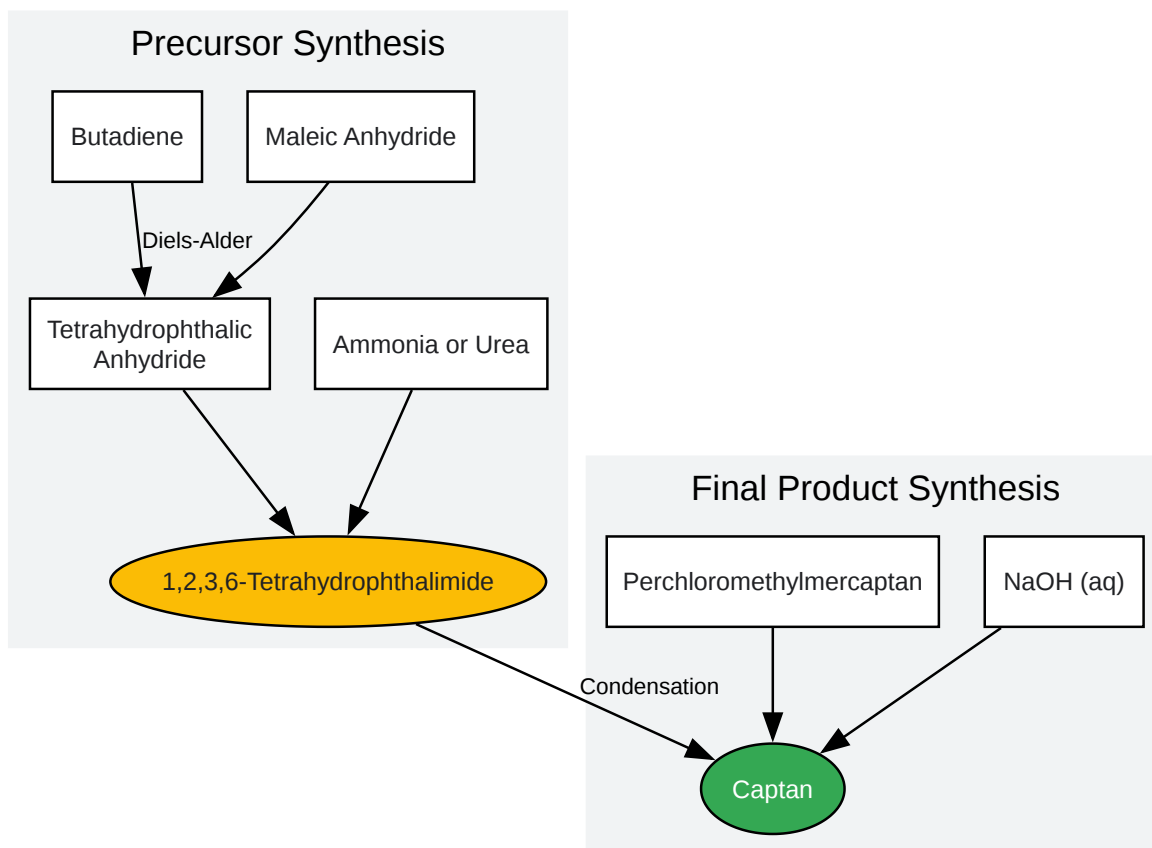 Precursor Synthesis
Butadiene
Maleic Anhydride
Diels-Alder
Tetrahydrophthalic
Anhydride
Ammonia or Urea
1,2,3,6-Tetrahydrophthalimide
Final Product Synthesis
Perchloromethylmercaptan
NaOH (aq)
Condensation
Captan